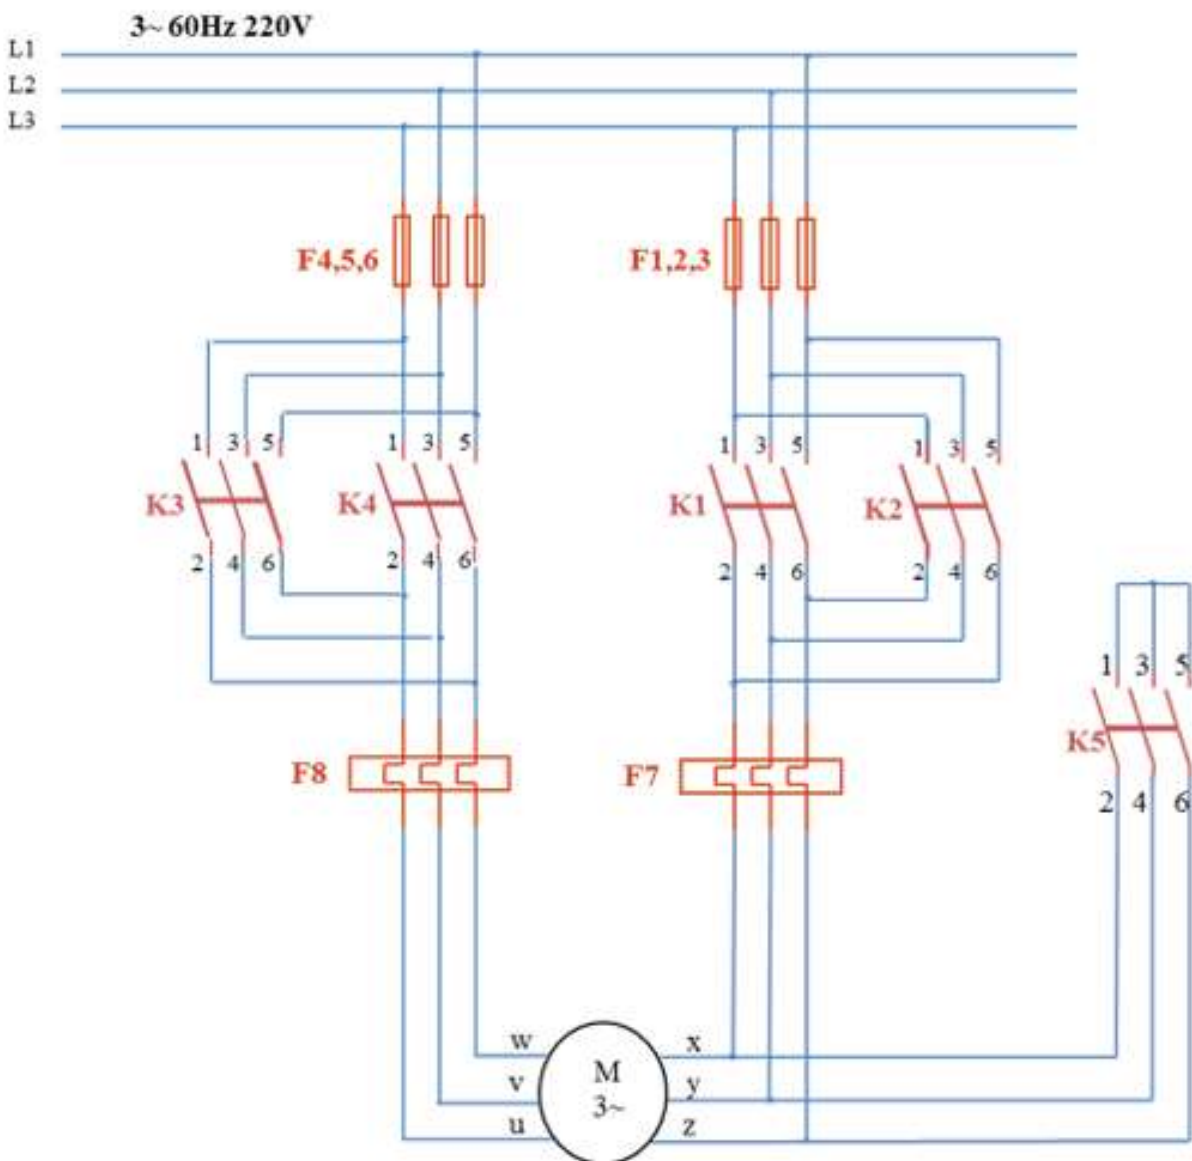 3~ 60Hz 220V
L1
L2
L3
F4,5,6 F1,2,3
1 3 5 1 3 5 1 3 5 1 3 5
K3 K4 K1 K2
2 4 6 2 4 6 2 4 6 2 4 6
1 3 5
K5
F8 F7
2 4 6
w x
M
v y
3~
u z